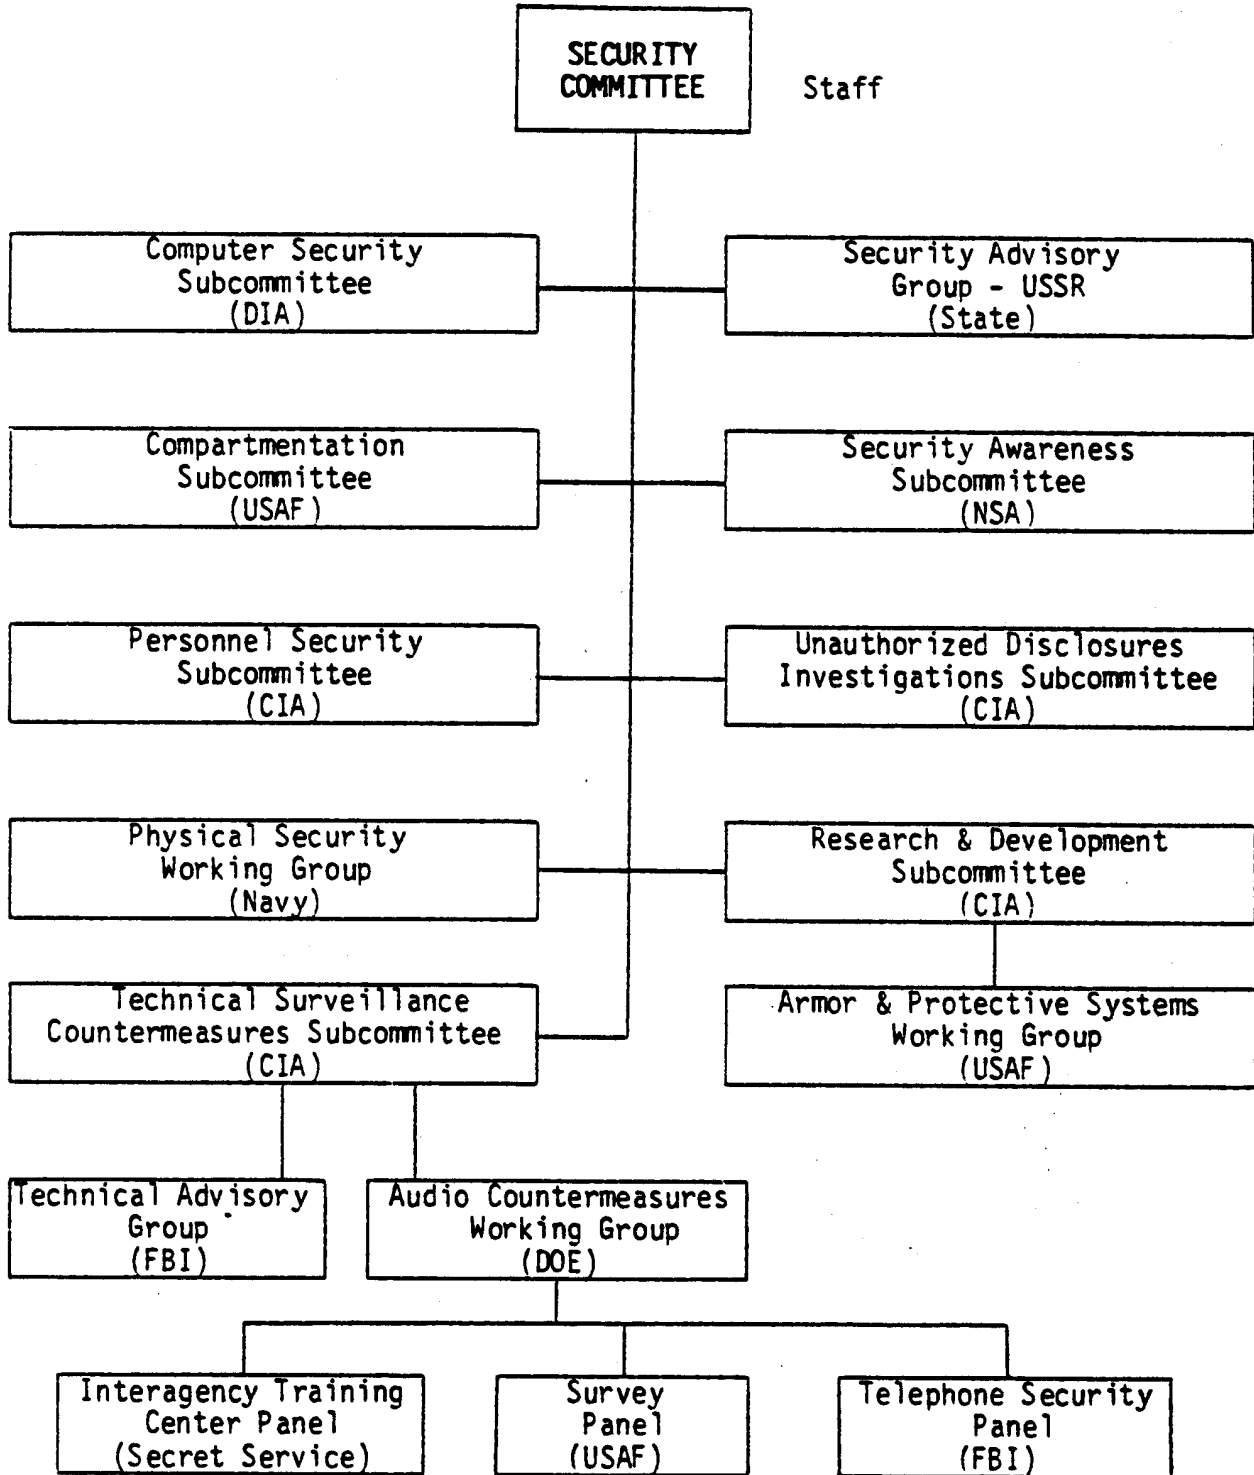 SECURITY
COMMITTEE
Staff
Computer Security
Subcommittee
(DIA)
Security Advisory
Group - USSR
(State)
Compartmentation
Subcommittee
(USAF)
Security Awareness
Subcommittee
(NSA)
Personnel Security
Subcommittee
(CIA)
Unauthorized Disclosures
Investigations Subcommittee
(CIA)
Physical Security
Working Group
(Navy)
Research & Development
Subcommittee
(CIA)
Technical Surveillance
Countermeasures Subcommittee
(CIA)
Armor & Protective Systems
Working Group
(USAF)
Technical Advisory
Group
(FBI)
Audio Countermeasures
Working Group
(DOE)
Interagency Training
Center Panel
(Secret Service)
Survey
Panel
(USAF)
Telephone Security
Panel
(FBI)